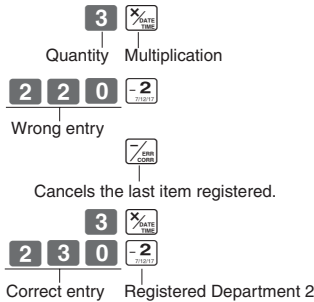 3 ×/DATE TIME
Quantity Multiplication
2 2 0 - 2 7/12/17
Wrong entry
−/ERR CORR
Cancels the last item registered.
3 ×/DATE TIME
2 3 0 - 2 7/12/17
Correct entry Registered Department 2